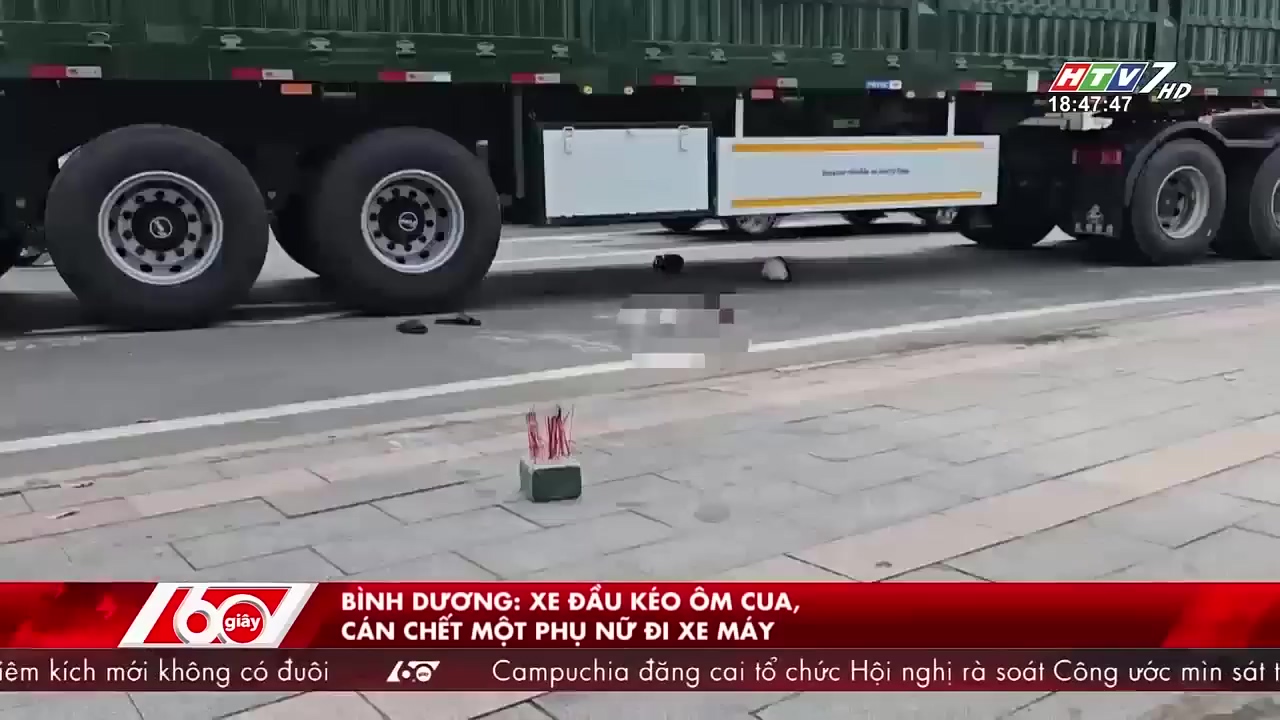 HTV7 HD
18:47:47
60 giây
BÌNH DƯƠNG: XE ĐẦU KÉO ÔM CUA,
CÁN CHẾT MỘT PHỤ NỮ ĐI XE MÁY
iêm kích mới không có đuôi
60
Campuchia đăng cai tổ chức Hội nghị rà soát Công ước mìn sát t